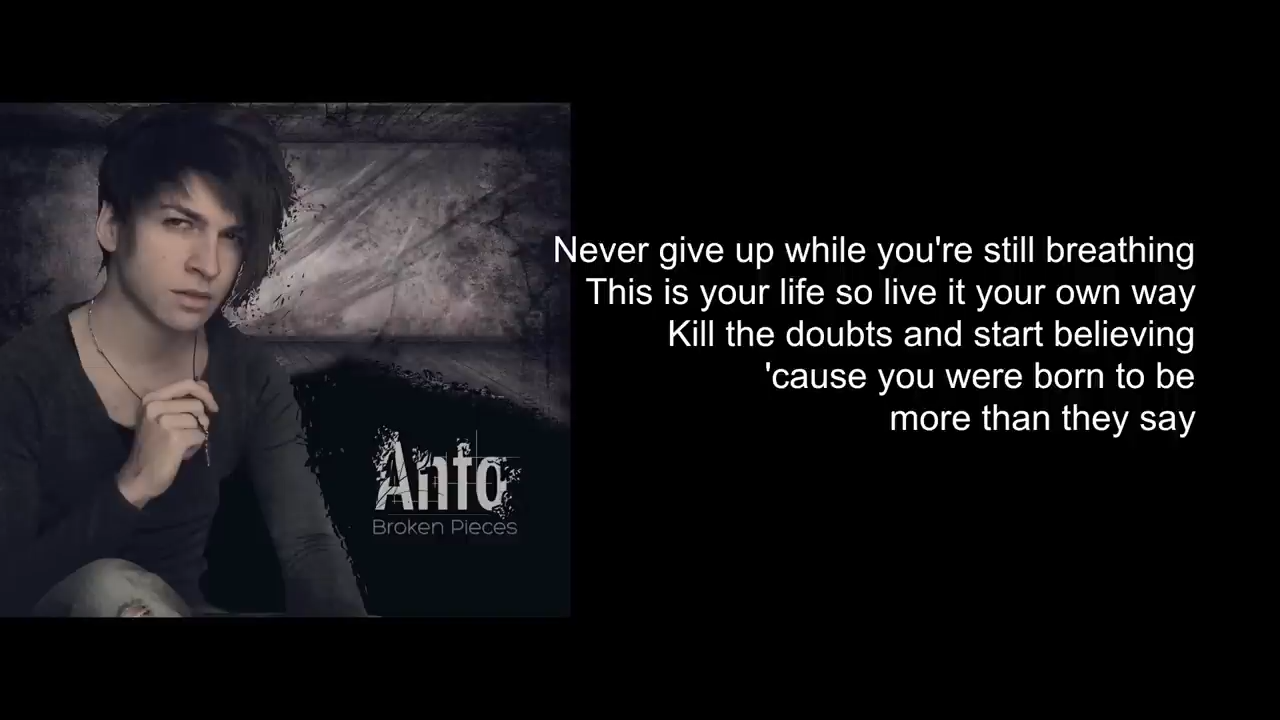 Never give up while you're still breathing
This is your life so live it your own way
Kill the doubts and start believing
'cause you were born to be
more than they say
Anto
Broken Pieces